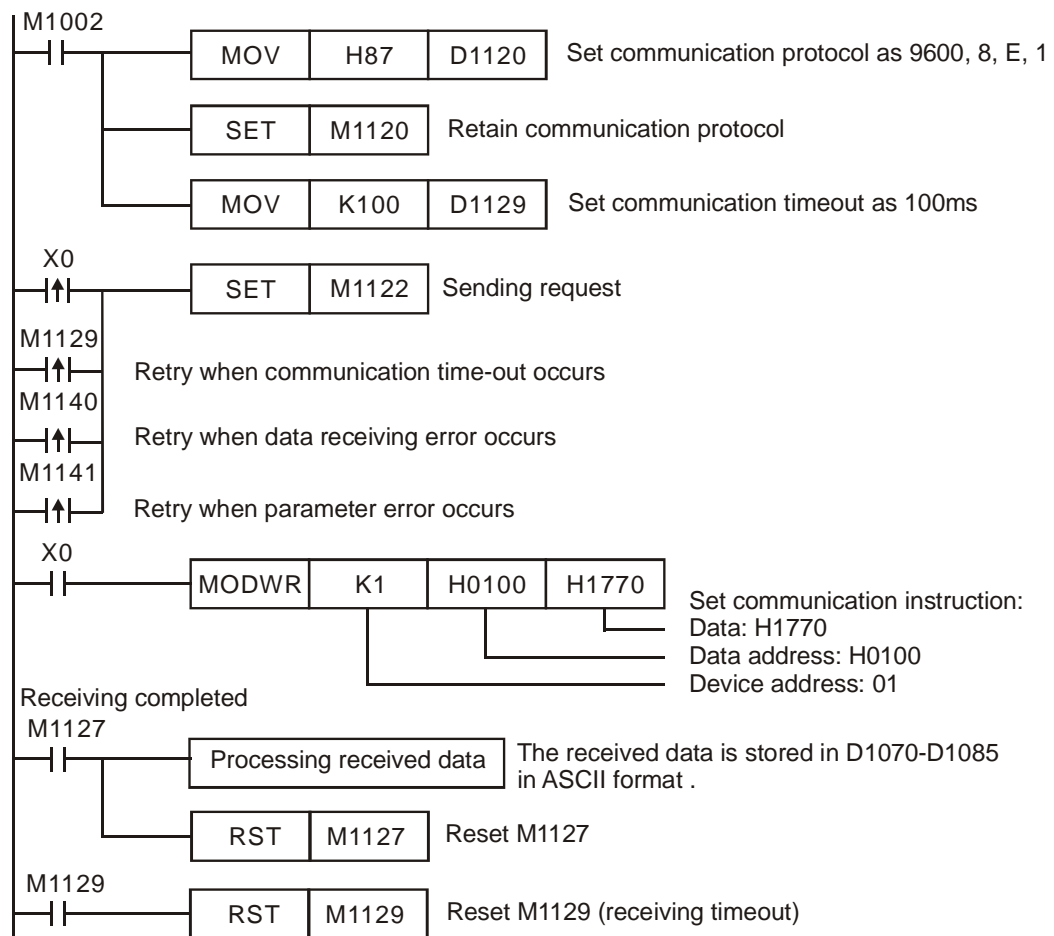 M1002
MOV H87 D1120 Set communication protocol as 9600, 8, E, 1
SET M1120 Retain communication protocol
MOV K100 D1129 Set communication timeout as 100ms
X0
SET M1122 Sending request
M1129
Retry when communication time-out occurs
M1140
Retry when data receiving error occurs
M1141
Retry when parameter error occurs
X0
MODWR K1 H0100 H1770
Set communication instruction:
Data: H1770
Data address: H0100
Device address: 01
Receiving completed
M1127
Processing received data
The received data is stored in D1070-D1085
in ASCII format .
RST M1127 Reset M1127
M1129
RST M1129 Reset M1129 (receiving timeout)